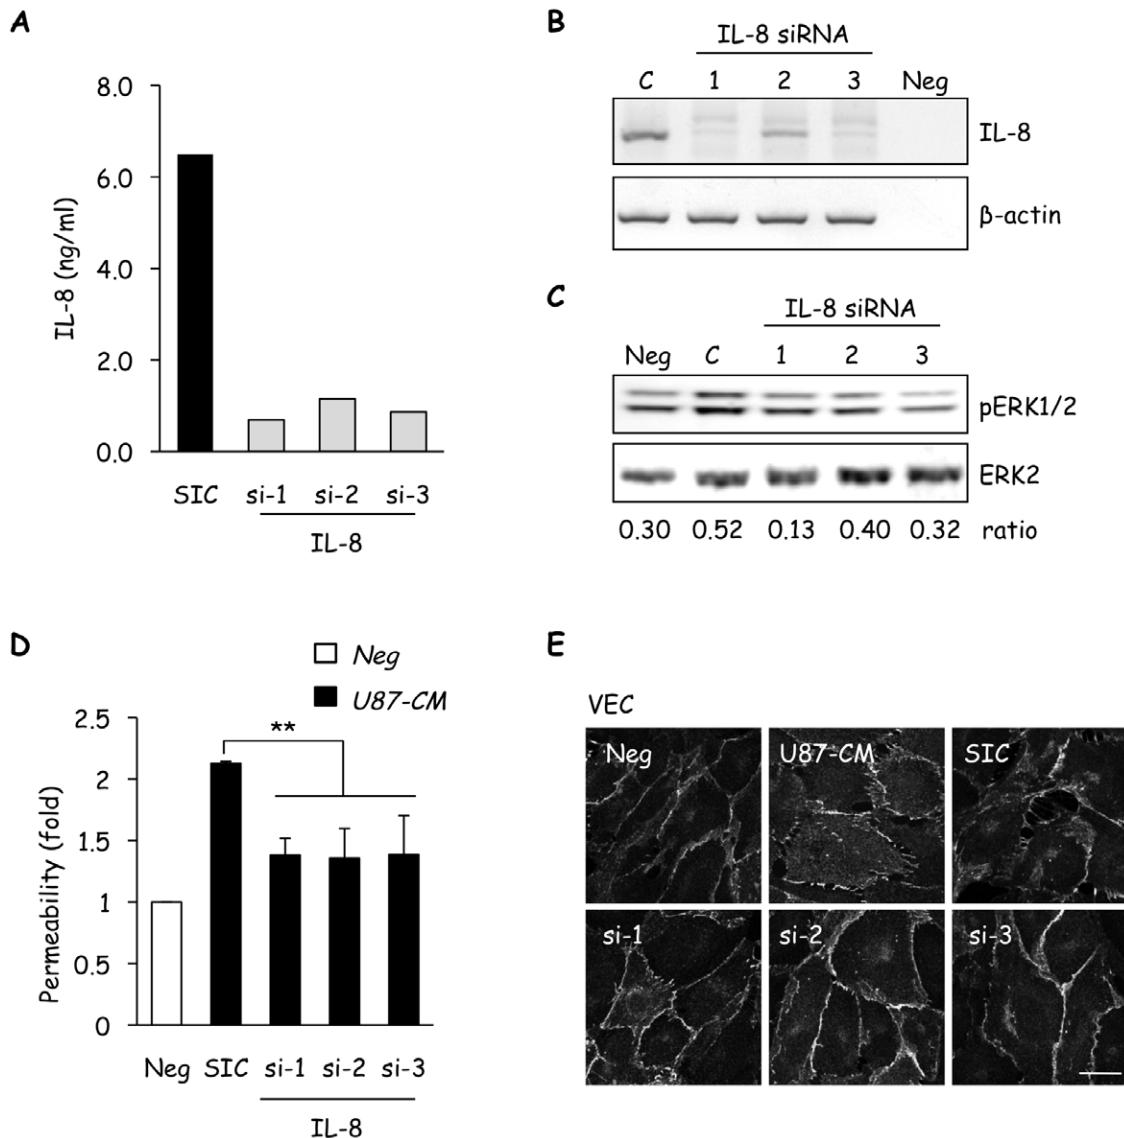 A
8.0
6.0
4.0
2.0
0.0
IL-8 (ng/ml)
SIC si-1 si-2 si-3
IL-8
B
IL-8 siRNA
C 1 2 3 Neg
IL-8
β-actin
C
IL-8 siRNA
Neg C 1 2 3
pERK1/2
ERK2
0.30 0.52 0.13 0.40 0.32 ratio
D
Neg
U87-CM
2.5
2
1.5
1
0.5
0
Permeability (fold)
**
Neg SIC si-1 si-2 si-3
IL-8
E
VEC
Neg U87-CM SIC
si-1 si-2 si-3